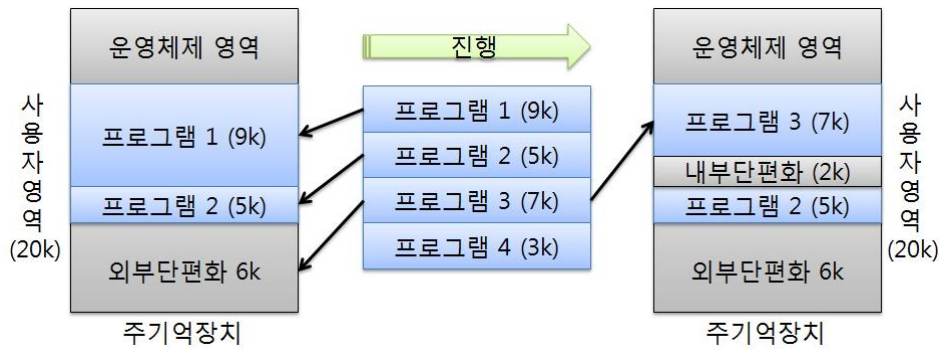 운영체제 영역
프로그램 1 (9k)
프로그램 2 (5k)
외부단편화 6k
사용자영역
(20k)
주기억장치
진행
프로그램 1 (9k)
프로그램 2 (5k)
프로그램 3 (7k)
프로그램 4 (3k)
운영체제 영역
프로그램 3 (7k)
내부단편화 (2k)
프로그램 2 (5k)
외부단편화 6k
사용자영역
(20k)
주기억장치